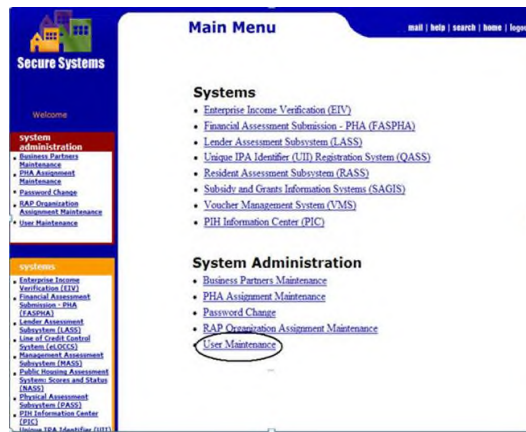 Main Menu
mail | help | search | home | logou
Secure Systems
Welcome
system
administration
Business Partners
Maintenance
PHA Assignment
Maintenance
Password Change
RAP Organization
Assignment Maintenance
User Maintenance
systems
Enterprise Income
Verification (EIV)
Financial Assessment
Submission - PHA
(FASPHA)
Lender Assessment
Subsystem (LASS)
Line of Credit Control
System (eLOCCS)
Management Assessment
Subsystem (MASS)
Public Housing Assessment
System: Scores and Status
(NASS)
Physical Assessment
Subsystem (PASS)
PIH Information Center
(PIC)
Unique IPA Identifier (UII)
Systems
Enterprise Income Verification (EIV)
Financial Assessment Submission - PHA (FASPHA)
Lender Assessment Subsystem (LASS)
Unique IPA Identifier (UII) Registration System (QASS)
Resident Assessment Subsystem (RASS)
Subsidy and Grants Information Systems (SAGIS)
Voucher Management System (VMS)
PIH Information Center (PIC)
System Administration
Business Partners Maintenance
PHA Assignment Maintenance
Password Change
RAP Organization Assignment Maintenance
User Maintenance